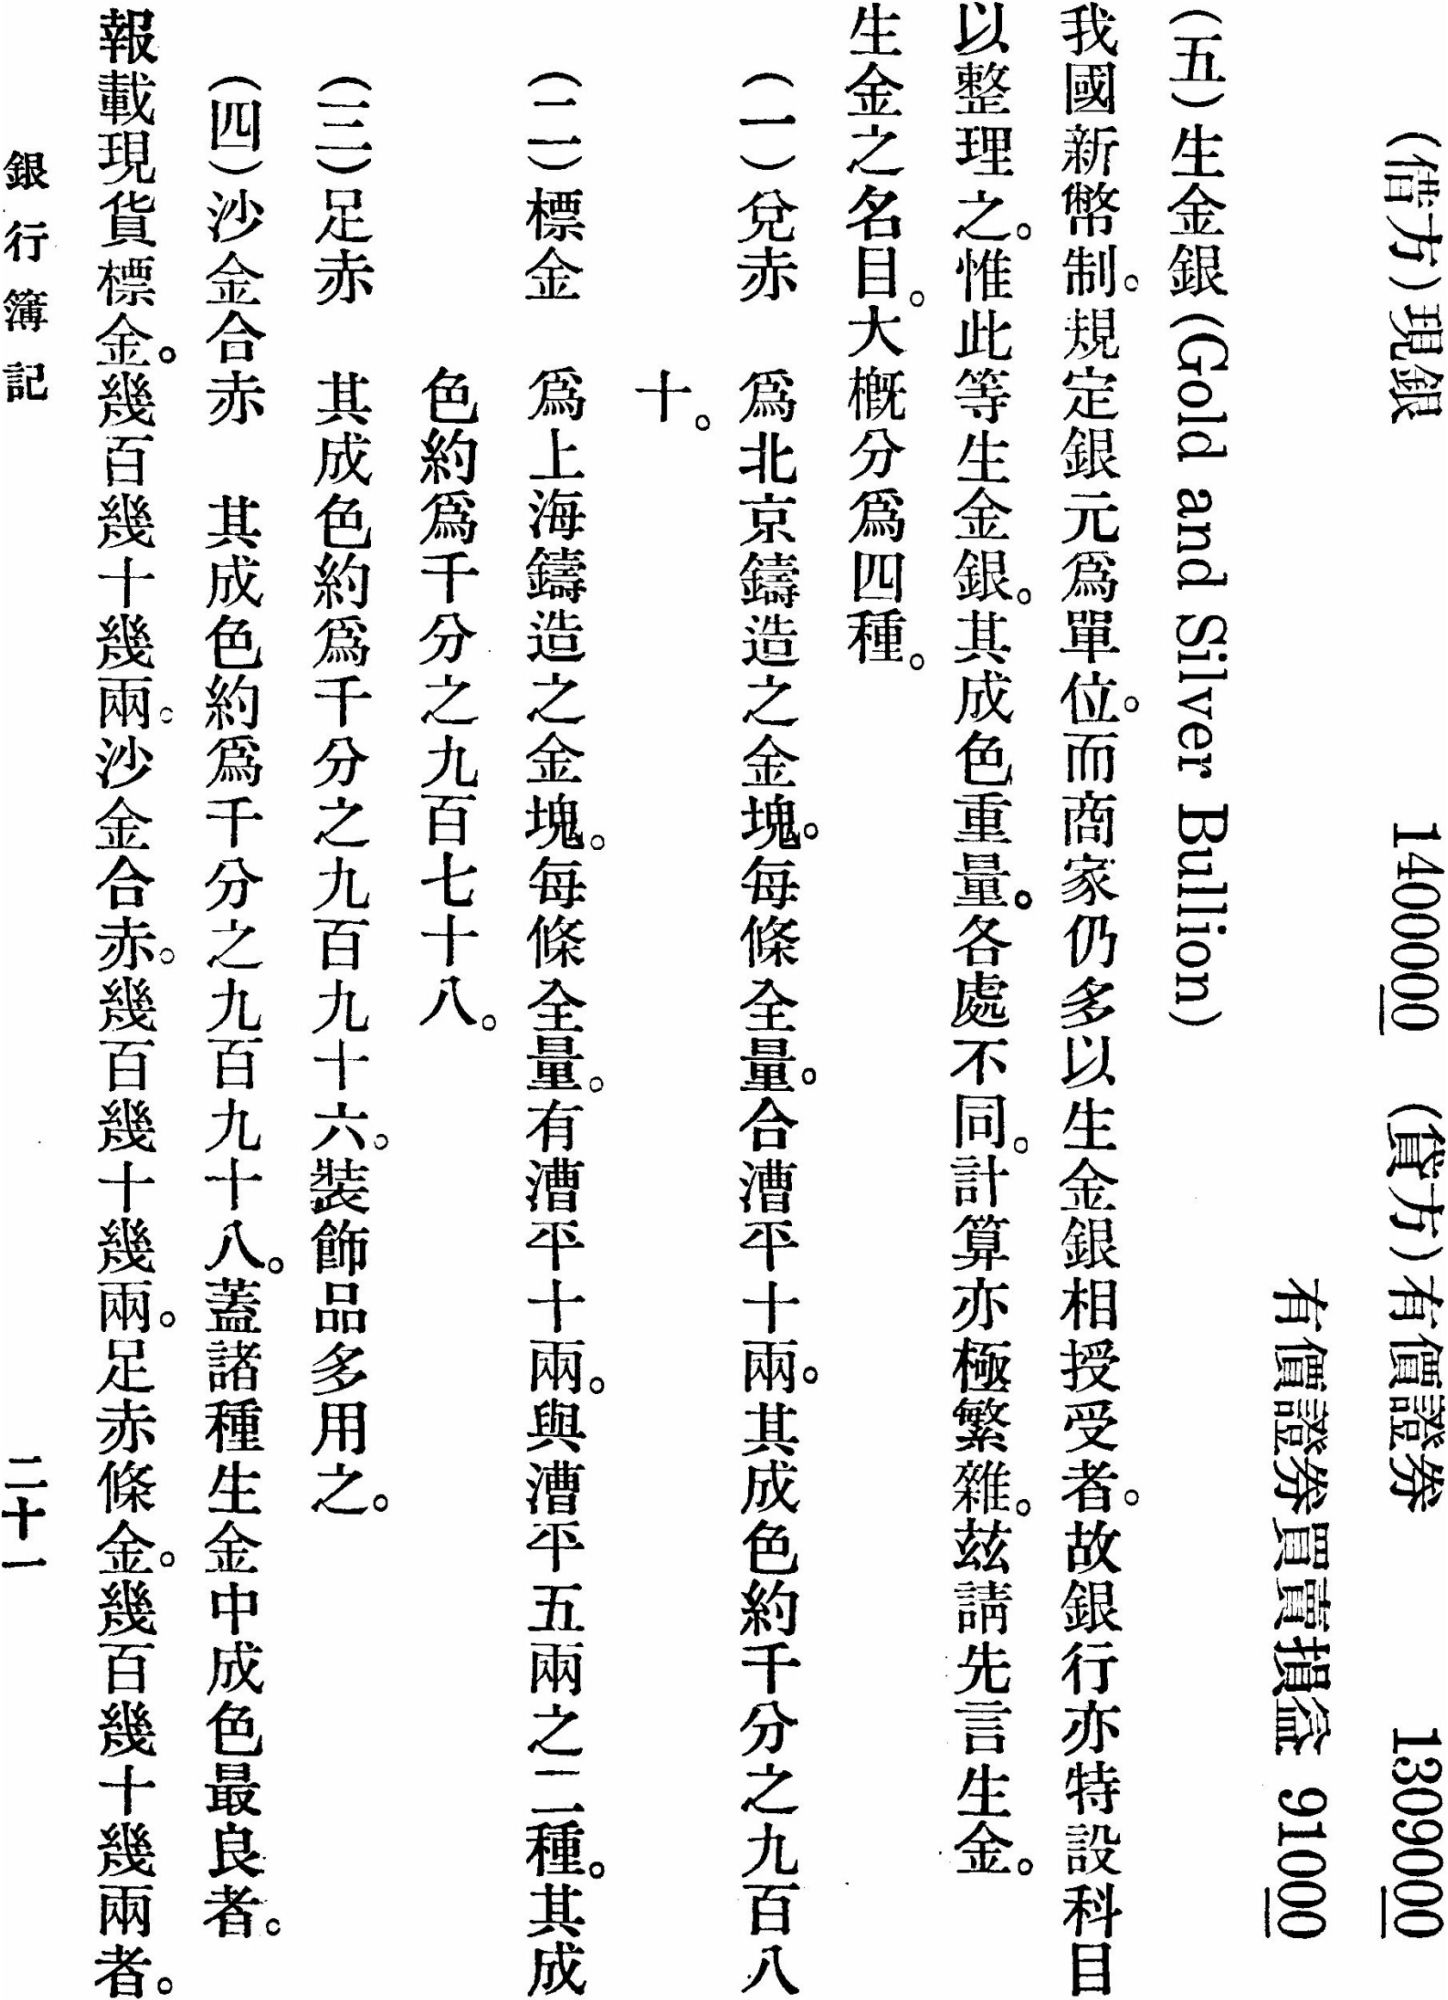 (借方)現銀 1400000 (貸方)有價證券 1309000
有價證券買賣損益 91000
(五)生金銀(Gold and Silver Bullion)
我國新幣制。規定銀元爲單位。而商家仍多以生金銀相授受者。故銀行亦特設科目
以整理之。惟此等生金銀。其成色重量。各處不同。計算亦極繁雜。玆請先言生金。
生金之名目。大概分爲四種。
(一)兌赤 爲北京鑄造之金塊。每條全量。合漕平十兩。其成色約千分之九百八
十。
(二)標金 爲上海鑄造之金塊。每條全量。有漕平十兩。與漕平五兩之二種。其成
色約爲千分之九百七十八。
(三)足赤 其成色約爲千分之九百九十六。裝飾品多用之。
(四)沙金合赤 其成色約爲千分之九百九十八。蓋諸種生金中成色最良者。
報載現貨標金。幾百幾十幾兩。沙金合赤。幾百幾十幾兩。足赤條金。幾百幾十幾兩者。
銀行簿記 二十一